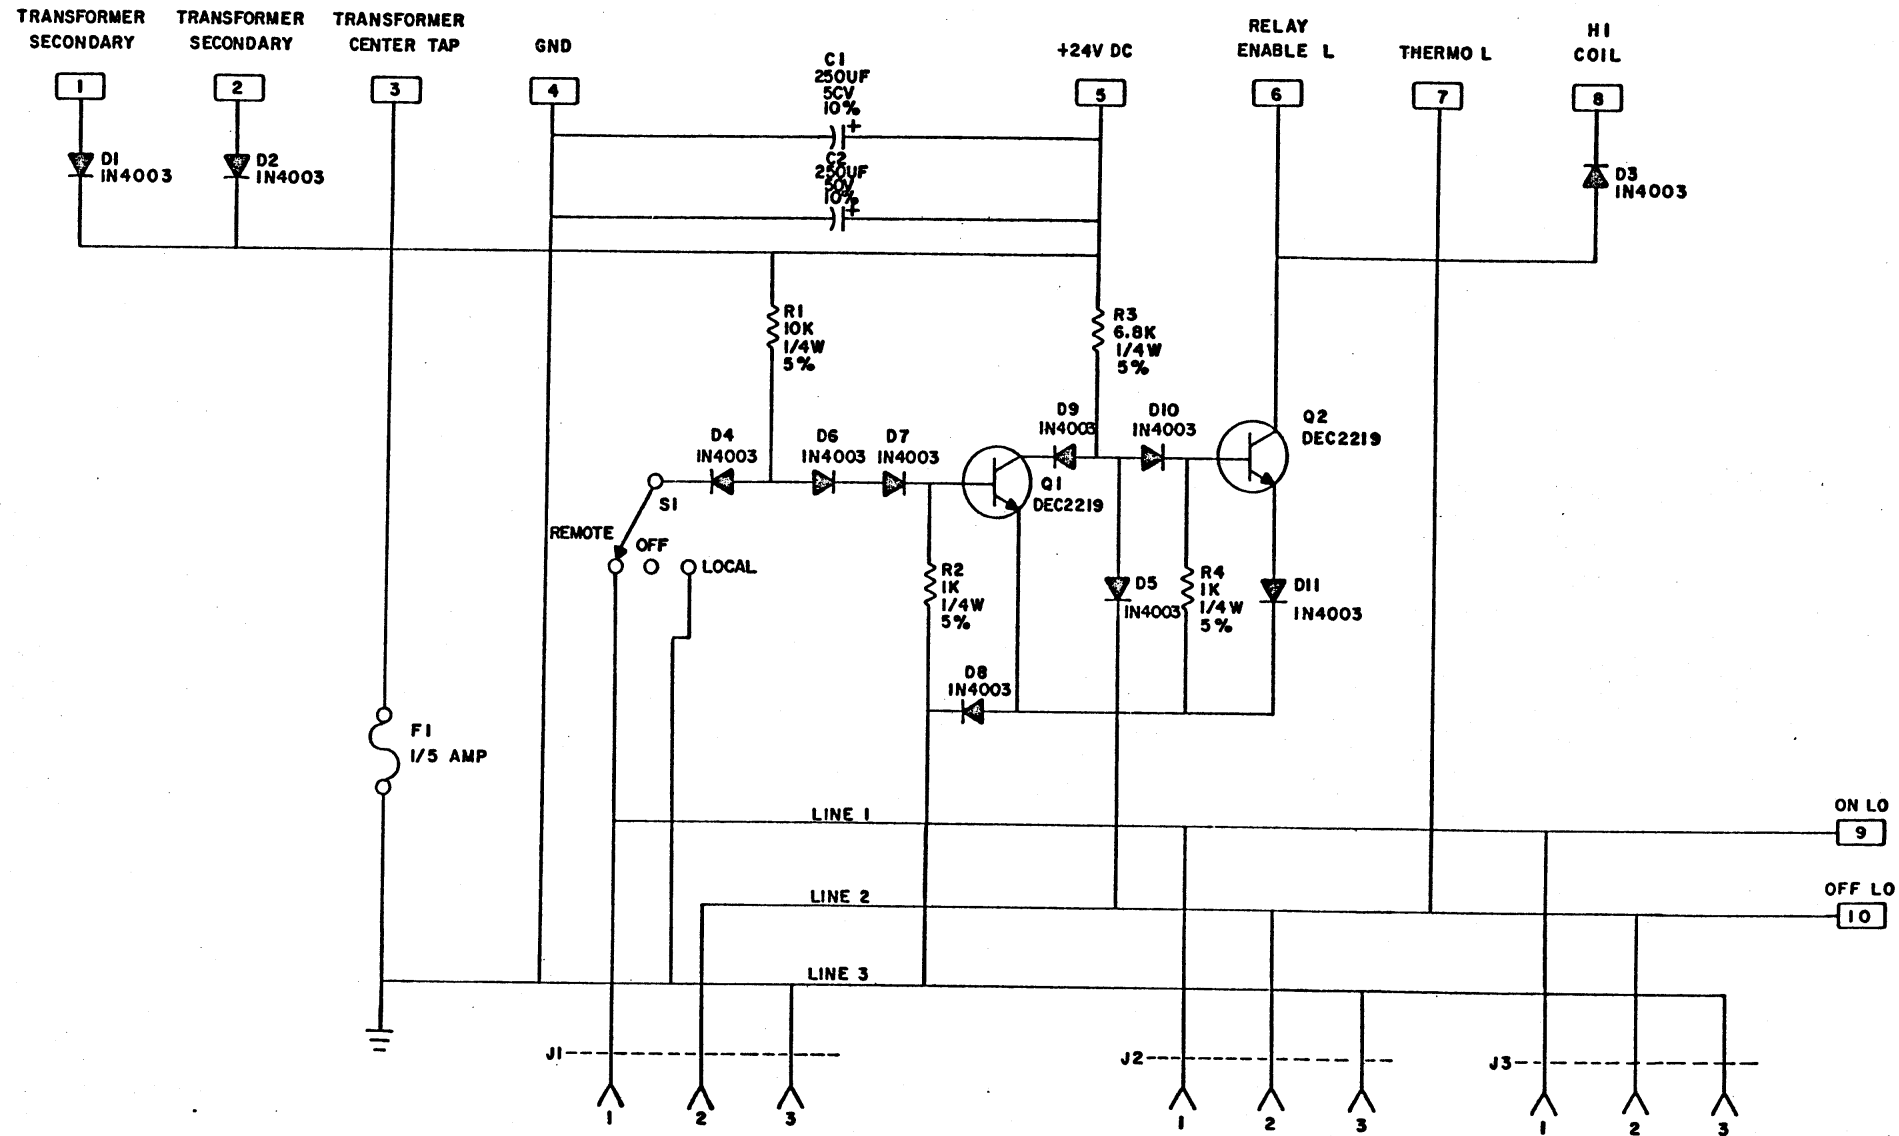 TRANSFORMER
SECONDARY
TRANSFORMER
SECONDARY
TRANSFORMER
CENTER TAP
GND
+24V DC
RELAY
ENABLE L
THERMO L
HI
COIL
1
2
3
4
5
6
7
8
C1
250UF
5CV
10%
+
C2
250UF
50V
10%
+
D1
IN4003
D2
IN4003
D3
IN4003
R1
10K
1/4W
5%
R3
6.8K
1/4W
5%
D4
IN4003
D6
IN4003
D7
IN4003
D9
IN4003
D10
IN4003
Q2
DEC2219
Q1
DEC2219
S1
REMOTE
OFF
LOCAL
R2
1K
1/4W
5%
D5
IN4003
R4
1K
1/4W
5%
D11
IN4003
D8
IN4003
F1
1/5 AMP
LINE 1
ON LO
9
LINE 2
OFF LO
10
LINE 3
J1
J2
J3
1
2
3
1
2
3
1
2
3